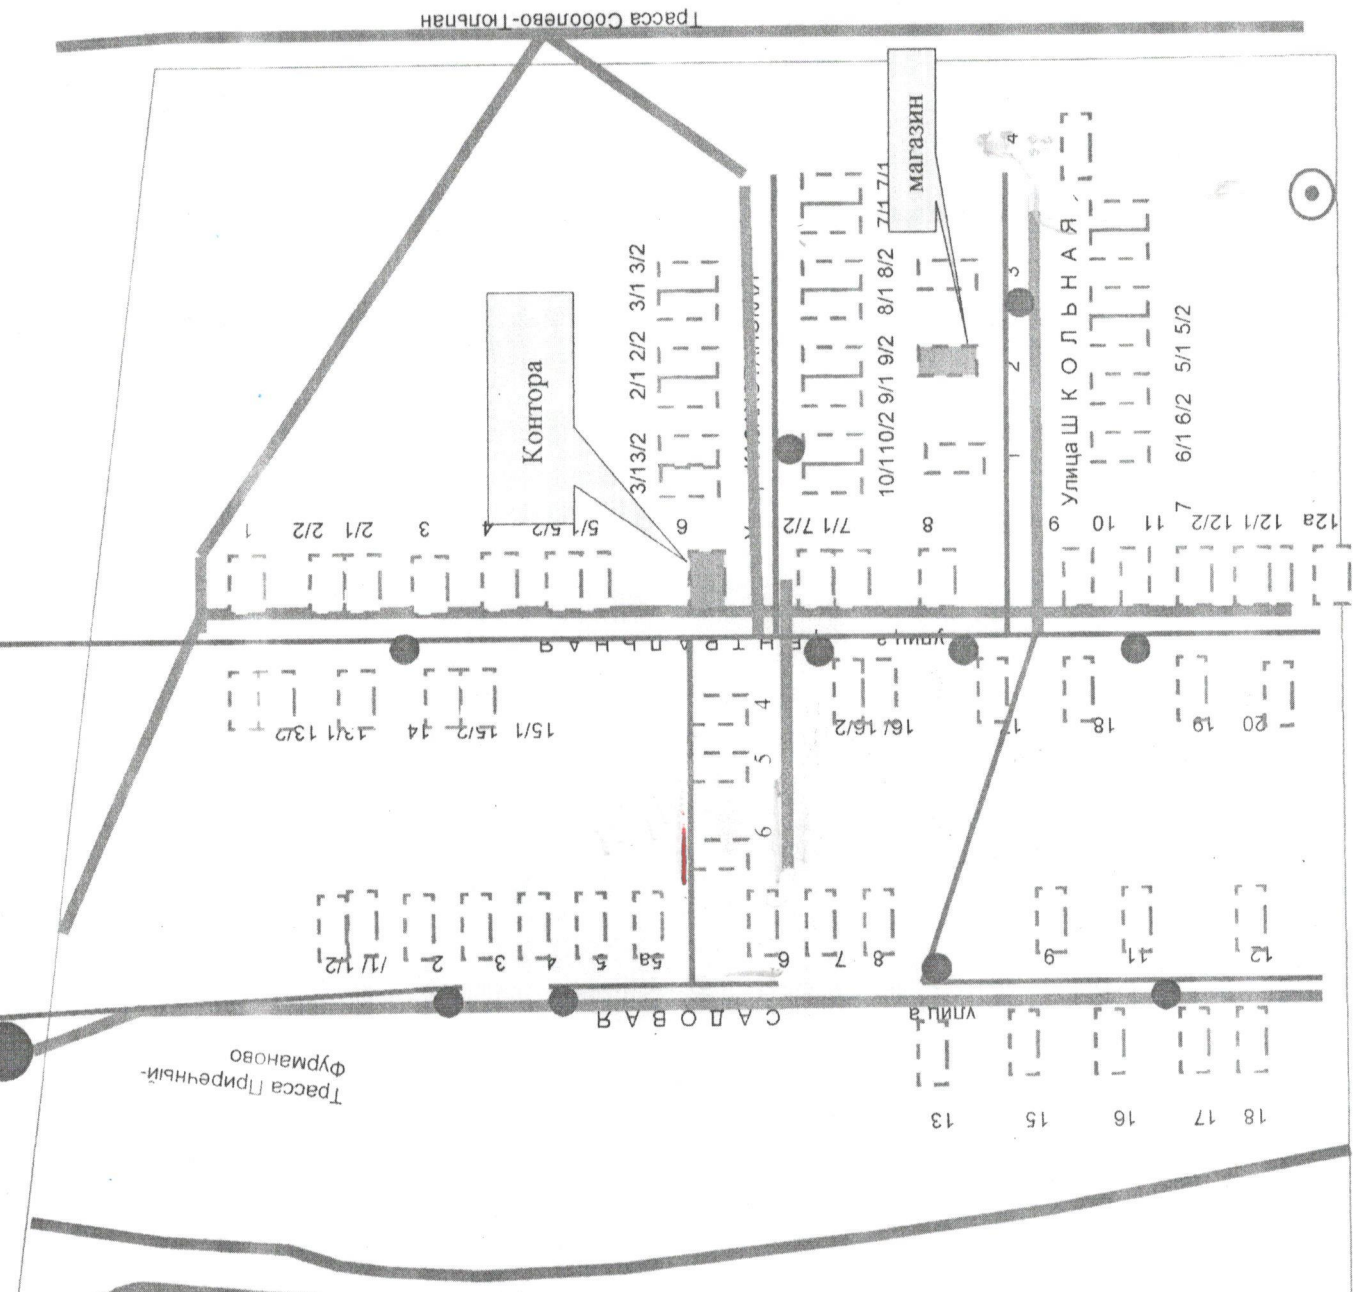 Трасса Соболево-Тюльпан
магазин
Контора
3/13/2 2/1 2/2 3/1 3/2
10/110/2 9/1 9/2 8/1 8/2 7/1 7/1
1 2 3 4
Улица Ш К О Л Ь Н А Я
6/1 6/2 5/1 5/2
7
1 2/2 2/1 3 4 5/2 5/1 6 7/2 7/1 8 9 10 11 12/2 12/1 12а
улица
Н Т Р А Л Ь Н А Я
13/2 13/1 14 15/2 15/1
16/2 16/ 17 18 19 20
4
5
6
1/2 1/1/ 2 3 4 5 5а 6 7 8 9 11 12
улица
С А Д О В А Я
13 15 16 17 18
Трасса Приречный-
Фурманово